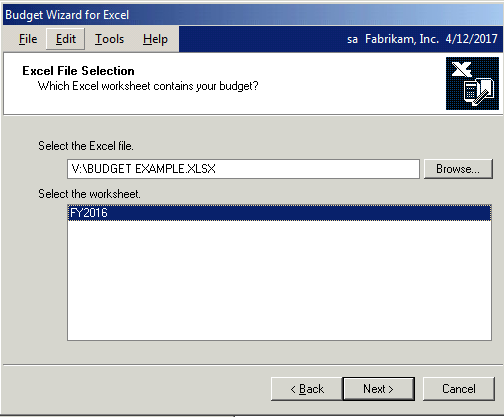 Budget Wizard for Excel
File Edit Tools Help sa Fabrikam, Inc. 4/12/2017
Excel File Selection
Which Excel worksheet contains your budget?
Select the Excel file.
V:\BUDGET EXAMPLE.XLSX Browse...
Select the worksheet.
FY2016
< Back Next > Cancel